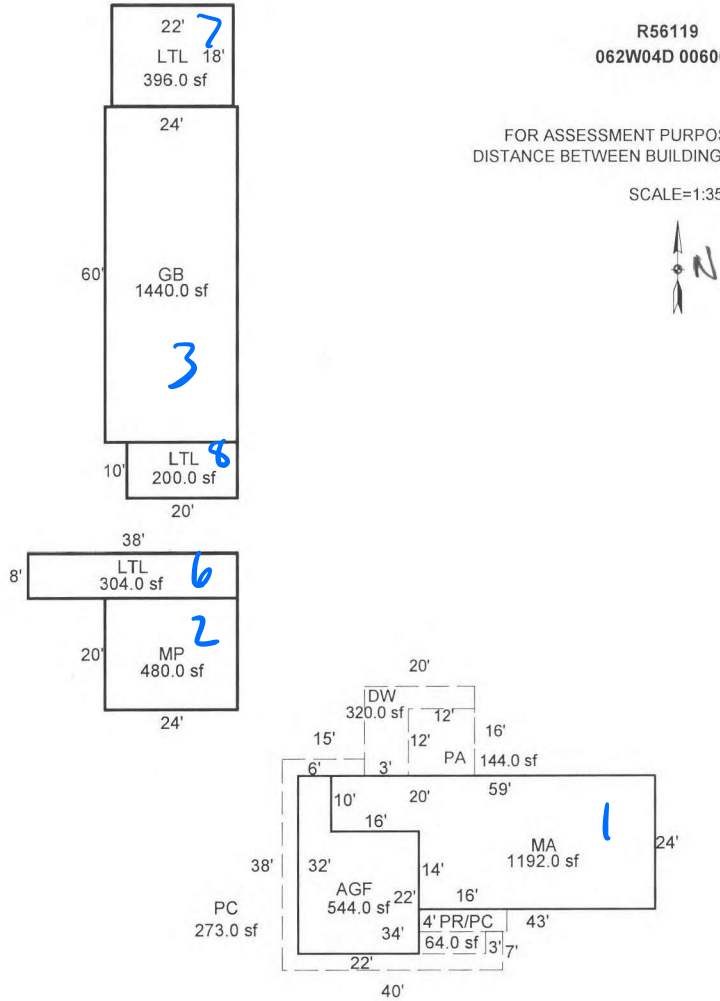 R56119
062W04D 0060
FOR ASSESSMENT PURPOS
DISTANCE BETWEEN BUILDING
SCALE=1:35
N
22' 7
LTL 18'
396.0 sf
24'
60'
GB
1440.0 sf
3
10'
LTL 8
200.0 sf
20'
38'
8'
LTL 6
304.0 sf
2
20'
MP
480.0 sf
24'
20'
DW
320.0 sf
12'
15'
12'
16'
PA
144.0 sf
6'
3'
10'
20'
59'
16'
1
MA
1192.0 sf
24'
38'
32'
14'
AGF
544.0 sf
22'
16'
PC
273.0 sf
34'
4' PR/PC
43'
64.0 sf
3'
7'
22'
40'